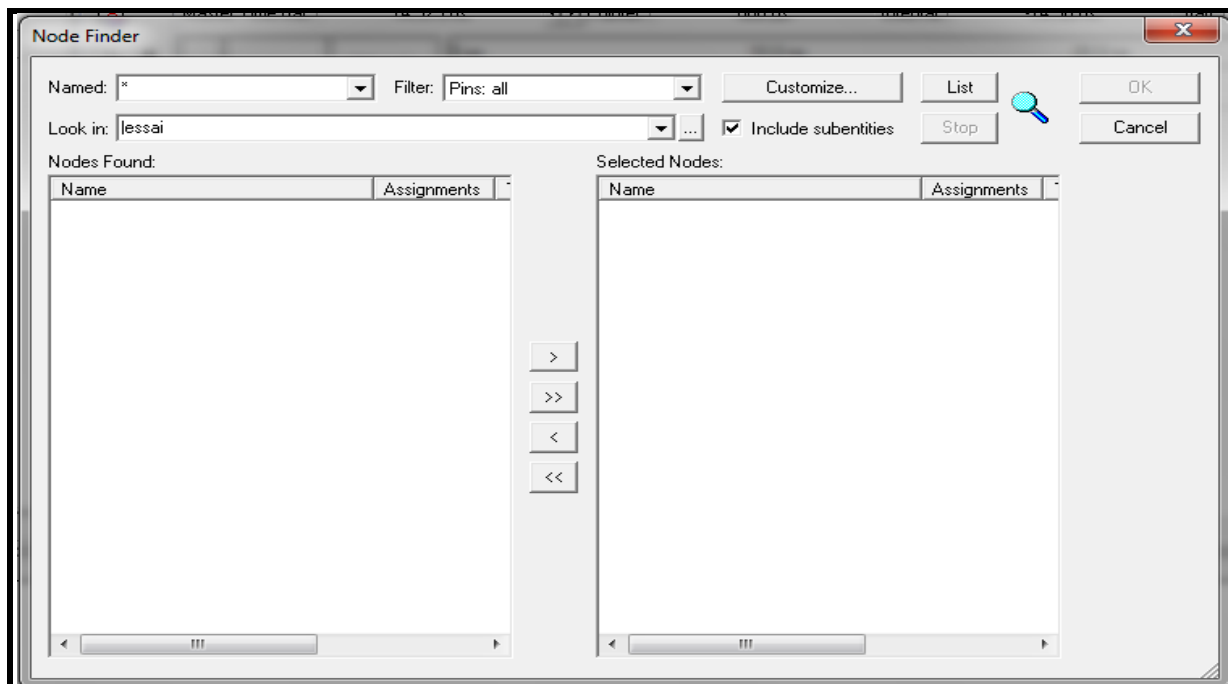 Node Finder
Named: * Filter: Pins: all Customize... List OK
Look in: |essai ... Include subentities Stop Cancel
Nodes Found: Selected Nodes:
Name Assignments Name Assignments
>
>>
<
<<